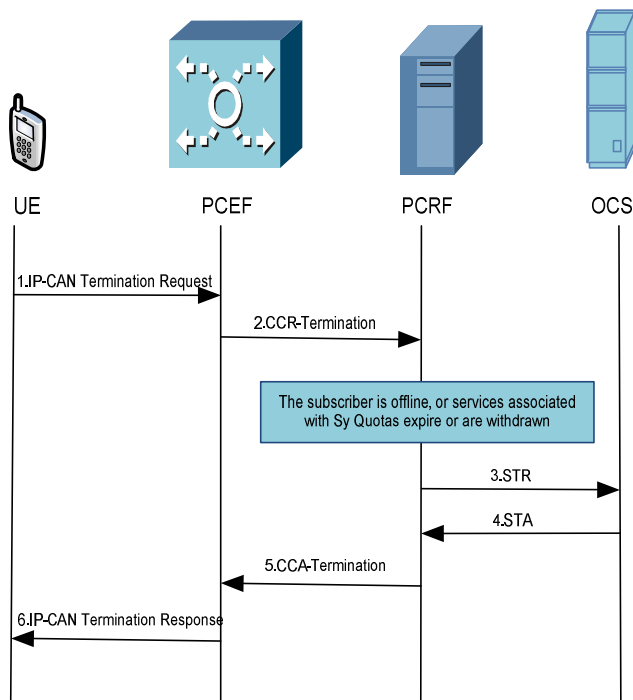 UE
PCEF
PCRF
OCS
1.IP-CAN Termination Request
2.CCR-Termination
The subscriber is offline, or services associated
with Sy Quotas expire or are withdrawn
3.STR
4.STA
5.CCA-Termination
6.IP-CAN Termination Response